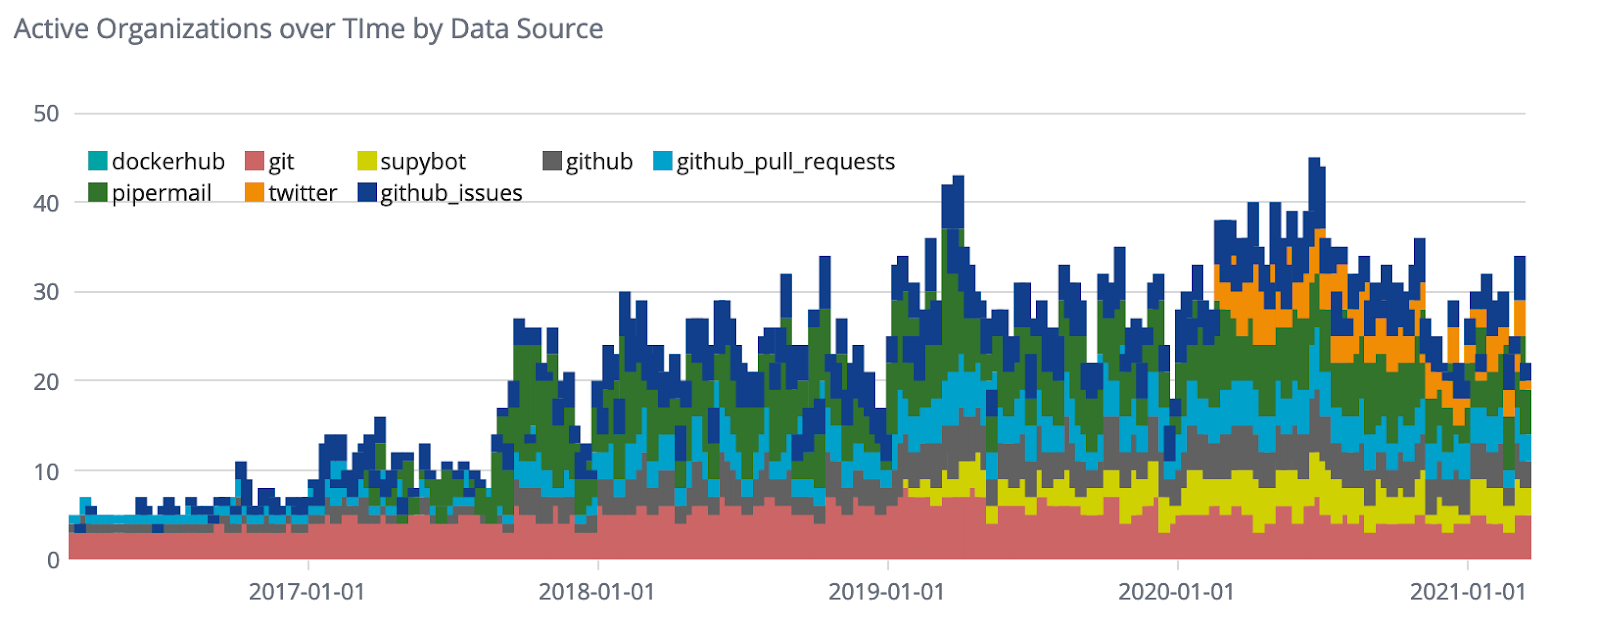 Active Organizations over TIme by Data Source
50
dockerhub git supybot github github_pull_requests
pipermail twitter github_issues
40
30
20
10
0
2017-01-01 2018-01-01 2019-01-01 2020-01-01 2021-01-01